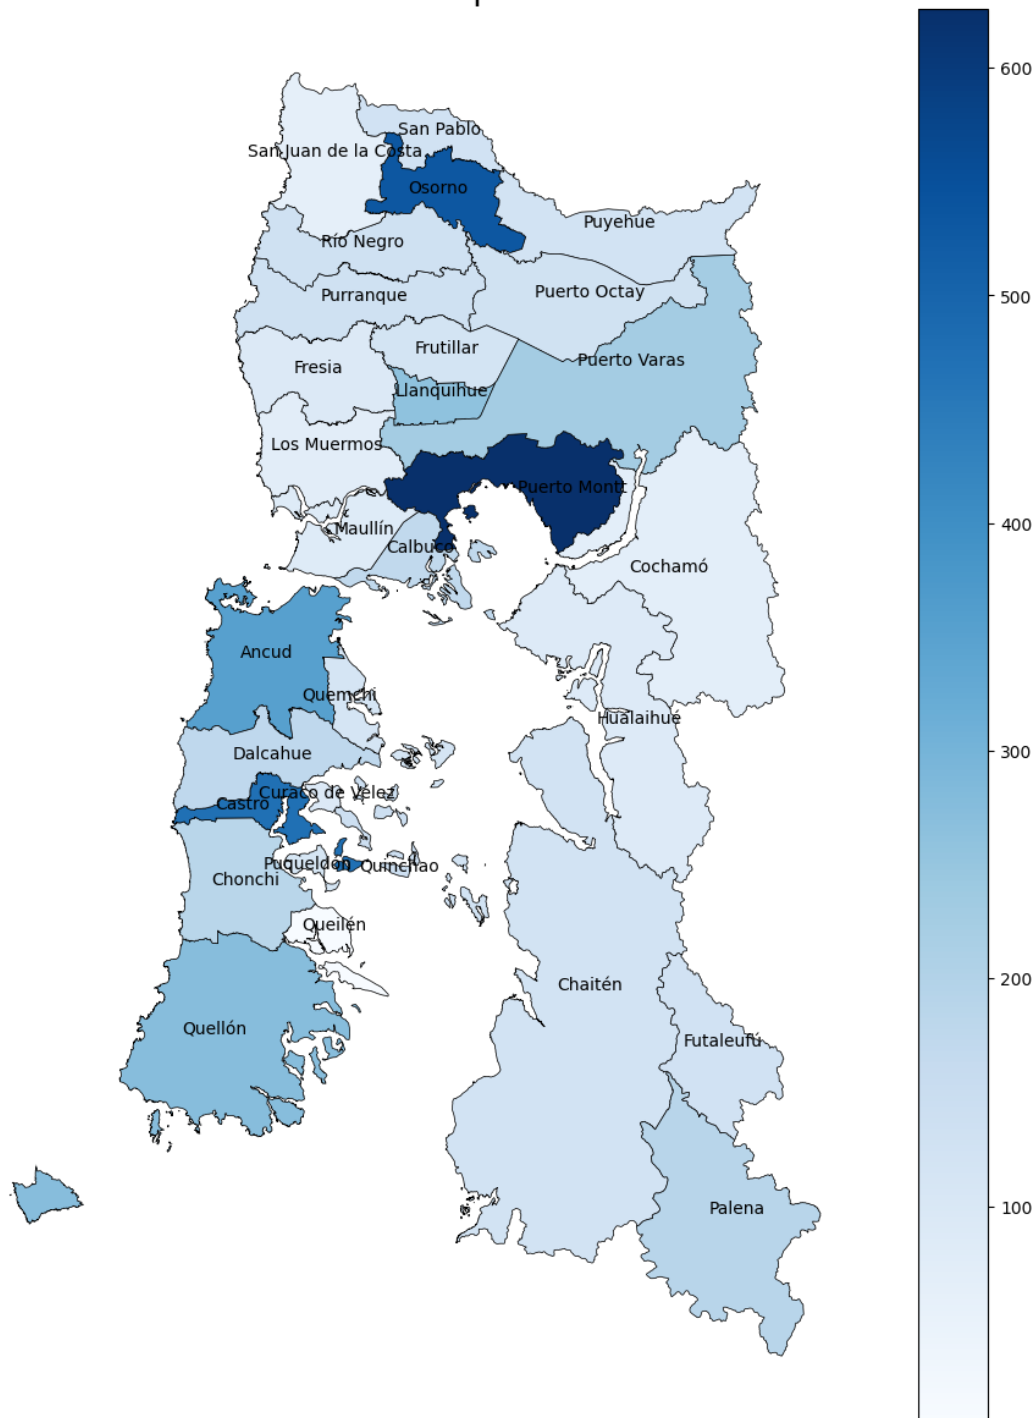 San Pablo
San Juan de la Costa
Osorno
Puyehue
Río Negro
Puerto Octay
Purranque
Frutillar
Puerto Varas
Fresia
Llanquihue
Los Muermos
Puerto Montt
Maullín
Calbuco
Cochamó
Ancud
Quemchi
Hualaihué
Dalcahue
Curaco de Vélez
Castro
Puqueldón
Quinchao
Chonchi
Queilén
Chaitén
Quellón
Futaleufú
Palena
600
500
400
300
200
100